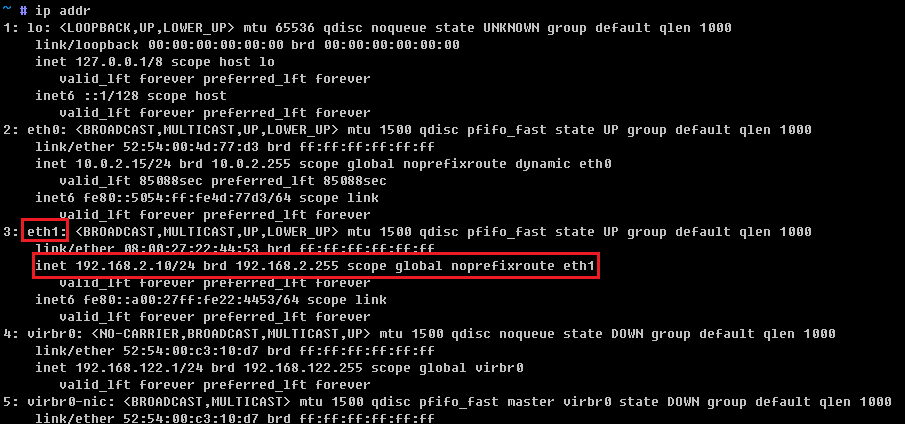 ~ # ip addr
1: lo: <LOOPBACK,UP,LOWER_UP> mtu 65536 qdisc noqueue state UNKNOWN group default qlen 1000
    link/loopback 00:00:00:00:00:00 brd 00:00:00:00:00:00
    inet 127.0.0.1/8 scope host lo
       valid_lft forever preferred_lft forever
    inet6 ::1/128 scope host
       valid_lft forever preferred_lft forever
2: eth0: <BROADCAST,MULTICAST,UP,LOWER_UP> mtu 1500 qdisc pfifo_fast state UP group default qlen 1000
    link/ether 52:54:00:4d:77:d3 brd ff:ff:ff:ff:ff:ff
    inet 10.0.2.15/24 brd 10.0.2.255 scope global noprefixroute dynamic eth0
       valid_lft 85088sec preferred_lft 85088sec
    inet6 fe80::5054:ff:fe4d:77d3/64 scope link
       valid_lft forever preferred_lft forever
3: eth1: <BROADCAST,MULTICAST,UP,LOWER_UP> mtu 1500 qdisc pfifo_fast state UP group default qlen 1000
    link/ether 08:00:27:22:44:53 brd ff:ff:ff:ff:ff:ff
    inet 192.168.2.10/24 brd 192.168.2.255 scope global noprefixroute eth1
       valid_lft forever preferred_lft forever
    inet6 fe80::a00:27ff:fe22:4453/64 scope link
       valid_lft forever preferred_lft forever
4: virbr0: <NO-CARRIER,BROADCAST,MULTICAST,UP> mtu 1500 qdisc noqueue state DOWN group default qlen 1000
    link/ether 52:54:00:c3:10:d7 brd ff:ff:ff:ff:ff:ff
    inet 192.168.122.1/24 brd 192.168.122.255 scope global virbr0
       valid_lft forever preferred_lft forever
5: virbr0-nic: <BROADCAST,MULTICAST> mtu 1500 qdisc pfifo_fast master virbr0 state DOWN group default qlen 1000
    link/ether 52:54:00:c3:10:d7 brd ff:ff:ff:ff:ff:ff